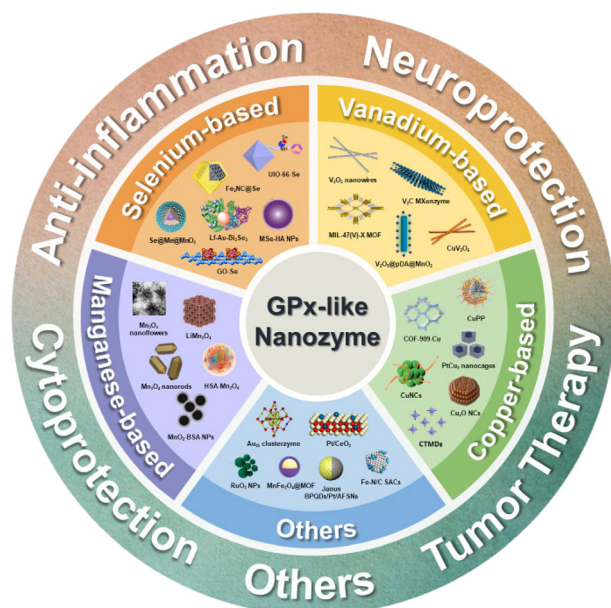 Anti-inflammation
Neuroprotection
Cytoprotection
Others
Tumor Therapy
GPx-like
Nanozyme
Selenium-based
UIO-66-Se
Fe₃NC@Se
Se@Me@MnO₂
Lf-Au-Bi₂Se₃
MSe-HA NPs
GO-Se
Vanadium-based
V₂O₅ nanowires
V₂C MXenzyme
MIL-47(V)-X MOF
V₂O₅@pDA@MnO₂
CuV₂O₆
Manganese-based
Mn₃O₄
nanoflowers
LiMn₂O₄
Mn₃O₄ nanorods
HSA-Mn₃O₄
MnO₂-BSA NPs
Copper-based
CuPP
COF-909-Cu
PtCu₃ nanocages
CuNCs
Cu₂O NCs
CTMDs
Others
Au₂₅ clusterzyme
Pt/CeO₂
RuO₂ NPs
MnFe₂O₄@MOF
Janus
BPQDs/Pt/AFSNs
Fe-N/C SACs